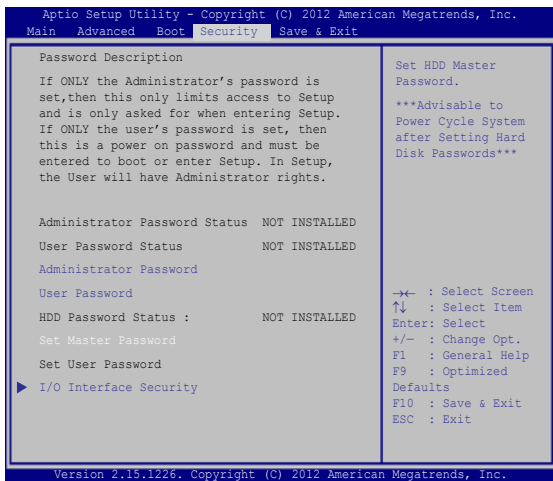 Aptio Setup Utility - Copyright (C) 2012 American Megatrends, Inc.
Main Advanced Boot Security Save & Exit
Password Description
If ONLY the Administrator's password is
set,then this only limits access to Setup
and is only asked for when entering Setup.
If ONLY the user's password is set, then
this is a power on password and must be
entered to boot or enter Setup. In Setup,
the User will have Administrator rights.
Administrator Password Status NOT INSTALLED
User Password Status NOT INSTALLED
Administrator Password
User Password
HDD Password Status : NOT INSTALLED
Set Master Password
Set User Password
I/O Interface Security
Set HDD Master
Password.
***Advisable to
Power Cycle System
after Setting Hard
Disk Passwords***
→← : Select Screen
↑↓ : Select Item
Enter: Select
+/— : Change Opt.
F1 : General Help
F9 : Optimized
Defaults
F10 : Save & Exit
ESC : Exit
Version 2.15.1226. Copyright (C) 2012 American Megatrends, Inc.